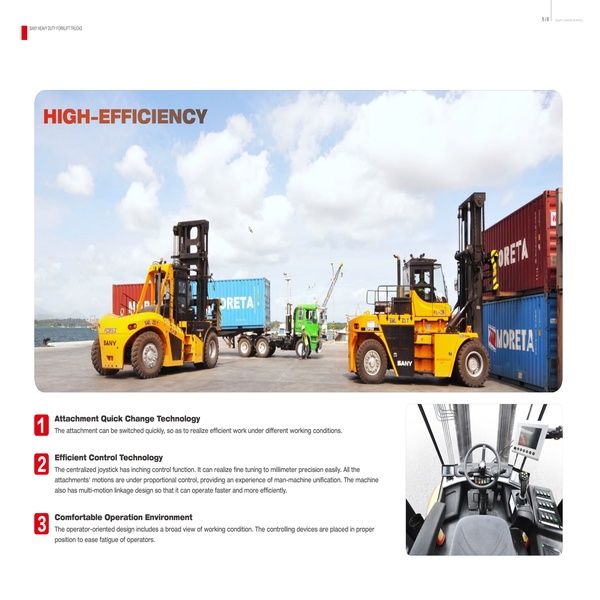 5/6
SANY HEAVY DUTY FORKLIFT TRUCKS
HIGH-EFFICIENCY
ORETA
ORETA
MORETA
SANY
SANY
1 Attachment Quick Change Technology
The attachment can be switched quickly, so as to realize efficient work under different working conditions.
2 Efficient Control Technology
The centralized joystick has inching control function. It can realize fine tuning to millimeter precision easily. All the
attachments' motions are under proportional control, providing an experience of man-machine unification. The machine
also has multi-motion linkage design so that it can operate faster and more efficiently.
3 Comfortable Operation Environment
The operator-oriented design includes a broad view of working condition. The controlling devices are placed in proper
position to ease fatigue of operators.